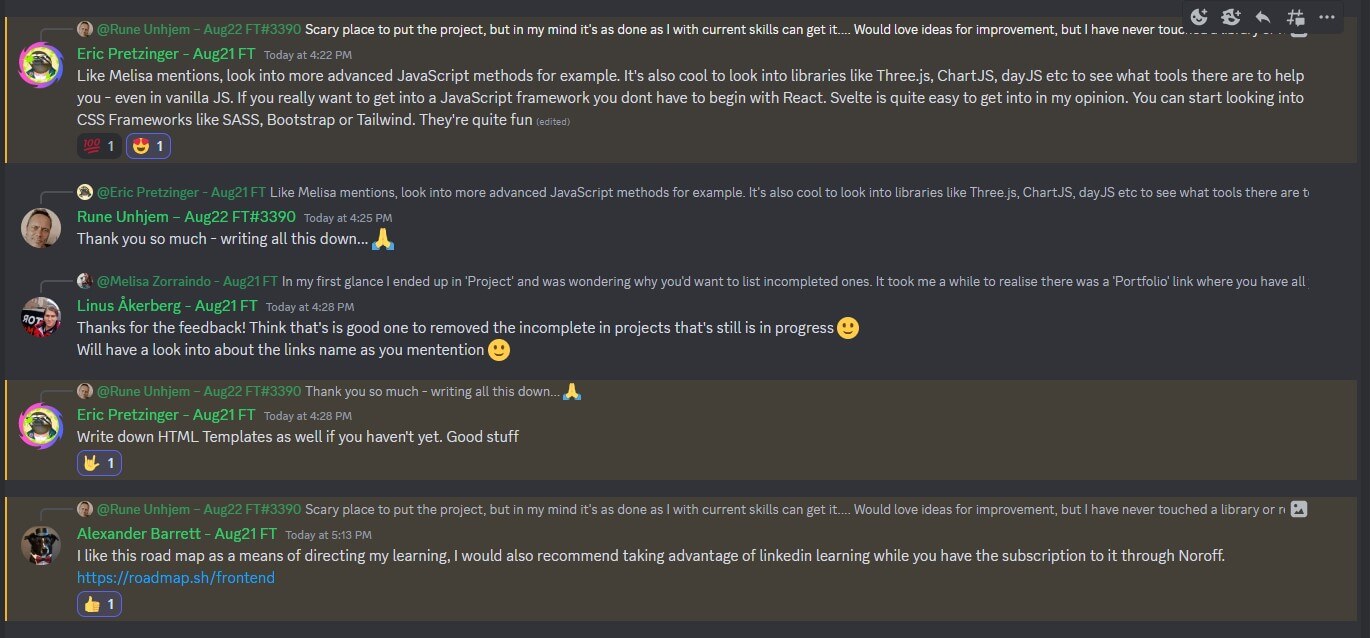 @Rune Unhjem – Aug22 FT#3390 Scary place to put the project, but in my mind it's as done as I with current skills can get it.... Would love ideas for improvement, but I have never
Eric Pretzinger - Aug21 FT Today at 4:22 PM
Like Melisa mentions, look into more advanced JavaScript methods for example. It's also cool to look into libraries like Three.js, ChartJS, dayJS etc to see what tools there are to help
you - even in vanilla JS. If you really want to get into a JavaScript framework you dont have to begin with React. Svelte is quite easy to get into in my opinion. You can start looking into
CSS Frameworks like SASS, Bootstrap or Tailwind. They're quite fun (edited)
💯 1 😍 1
@Eric Pretzinger - Aug21 FT Like Melisa mentions, look into more advanced JavaScript methods for example. It's also cool to look into libraries like Three.js, ChartJS, dayJS etc to see what tools there are
Rune Unhjem – Aug22 FT#3390 Today at 4:25 PM
Thank you so much - writing all this down... 🙏
@Melisa Zorraindo - Aug21 FT In my first glance I ended up in 'Project' and was wondering why you'd want to list incompleted ones. It took me a while to realise there was a 'Portfolio' link where you have all
Linus Åkerberg - Aug21 FT Today at 4:28 PM
Thanks for the feedback! Think that's is good one to removed the incomplete in projects that's still is in progress 🙂
Will have a look into about the links name as you mentention 🙂
@Rune Unhjem – Aug22 FT#3390 Thank you so much - writing all this down... 🙏
Eric Pretzinger - Aug21 FT Today at 4:28 PM
Write down HTML Templates as well if you haven't yet. Good stuff
🤟 1
@Rune Unhjem – Aug22 FT#3390 Scary place to put the project, but in my mind it's as done as I with current skills can get it.... Would love ideas for improvement, but I have never touched a library or
Alexander Barrett - Aug21 FT Today at 5:13 PM
I like this road map as a means of directing my learning, I would also recommend taking advantage of linkedin learning while you have the subscription to it through Noroff.
https://roadmap.sh/frontend
👍 1